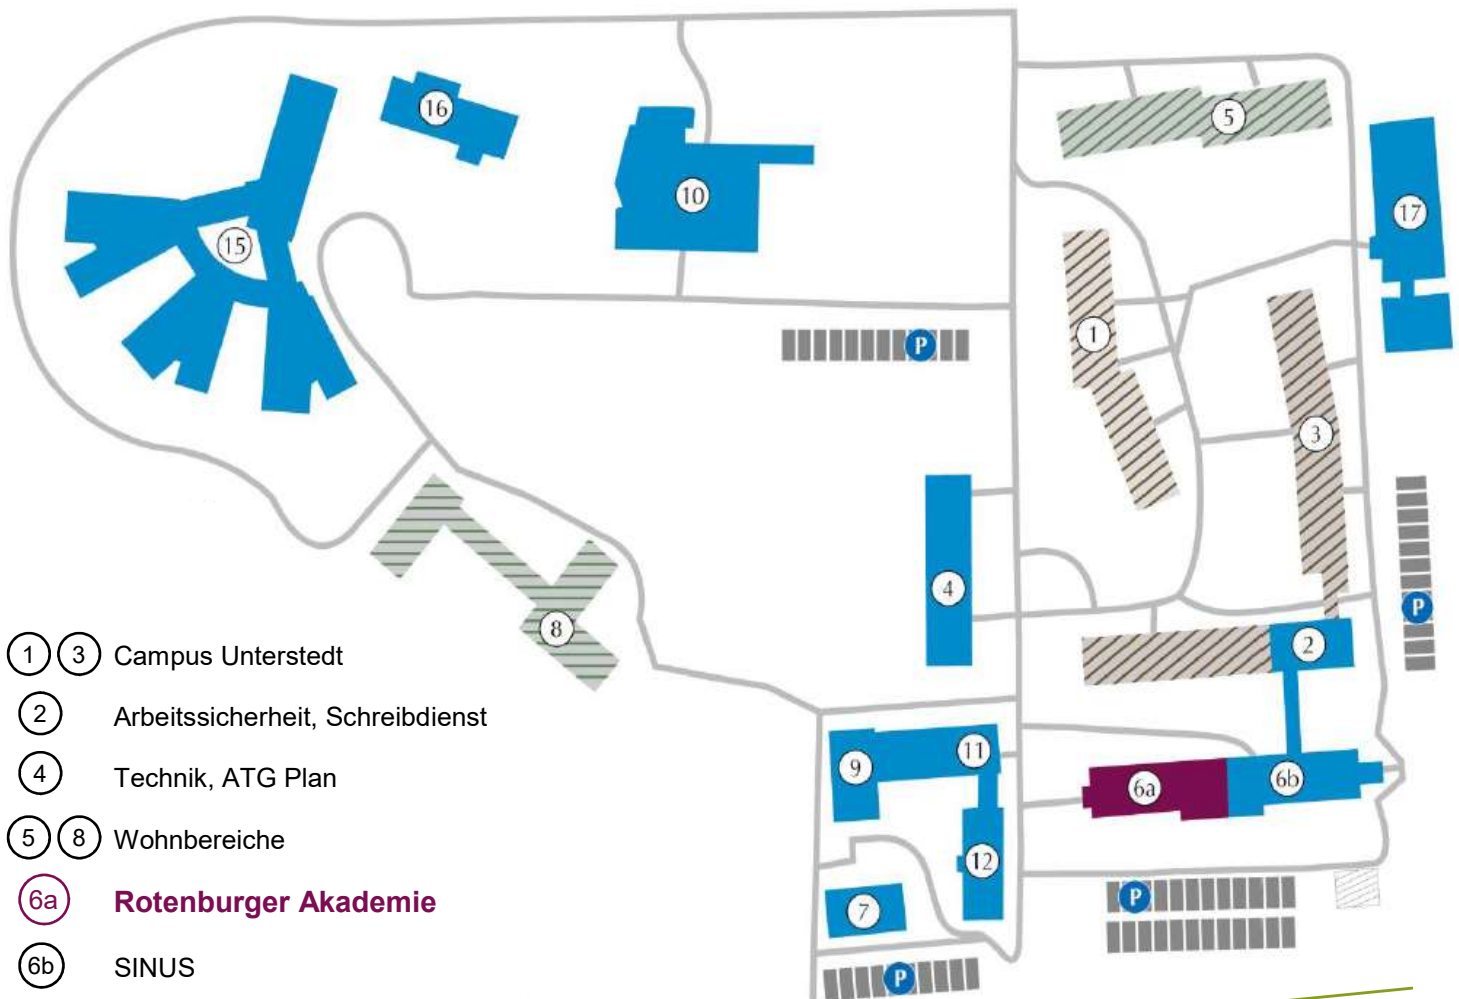 16
5
10
17
15
1
P
3
4
P
8
2
11
9
6b
6a
12
P
7
P
1 3 Campus Unterstedt
2 Arbeitssicherheit, Schreibdienst
4 Technik, ATG Plan
5 8 Wohnbereiche
6a Rotenburger Akademie
6b SINUS